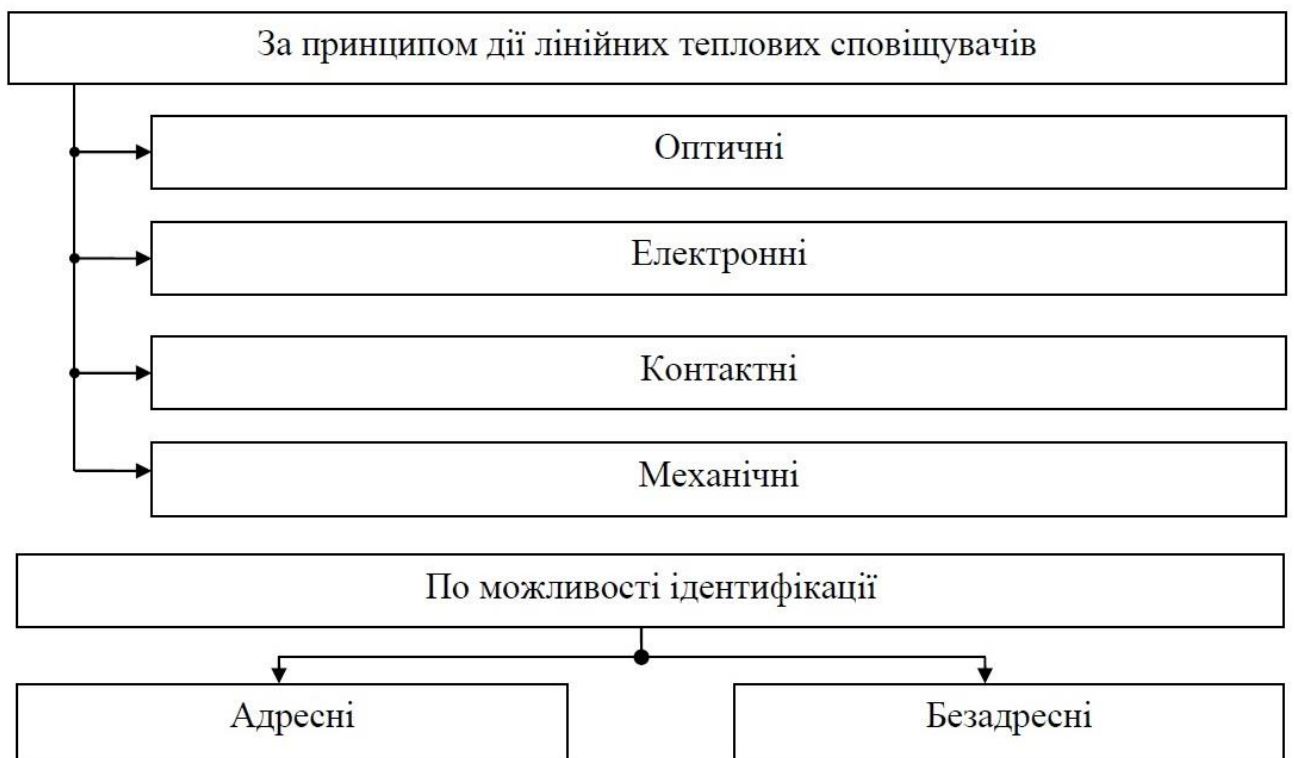 За принципом дії лінійних теплових сповіщувачів
Оптичні
Електронні
Контактні
Механічні
По можливості ідентифікації
Адресні
Безадресні